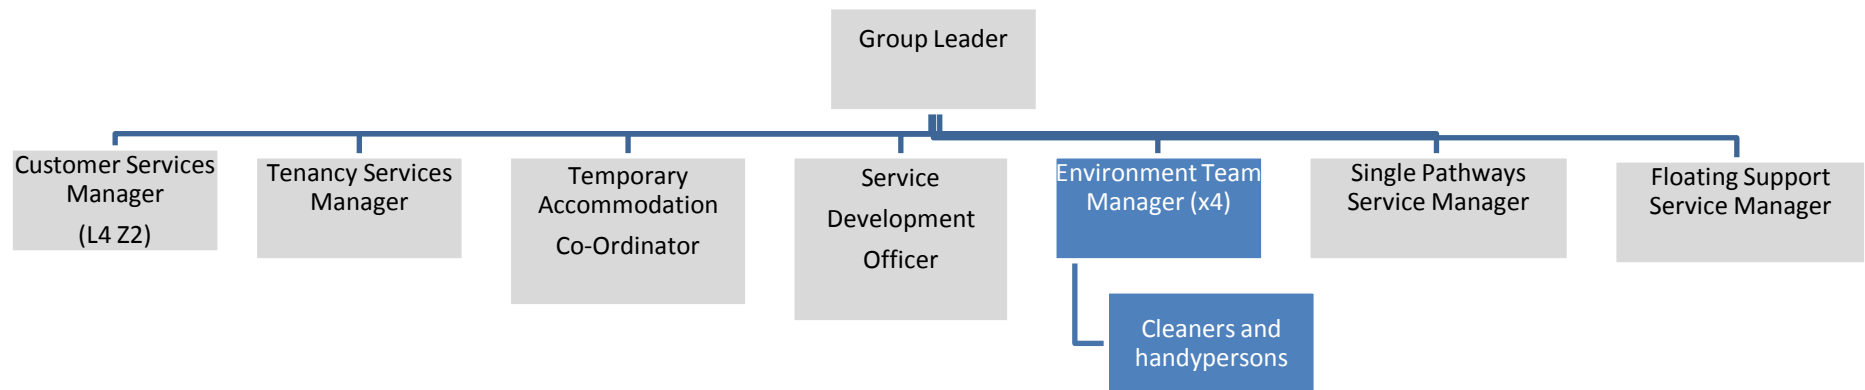 Group Leader
Customer Services
Manager
(L4 Z2)
Tenancy Services
Manager
Temporary
Accommodation
Co-Ordinator
Service
Development
Officer
Environment Team
Manager (x4)
Single Pathways
Service Manager
Floating Support
Service Manager
Cleaners and
handypersons